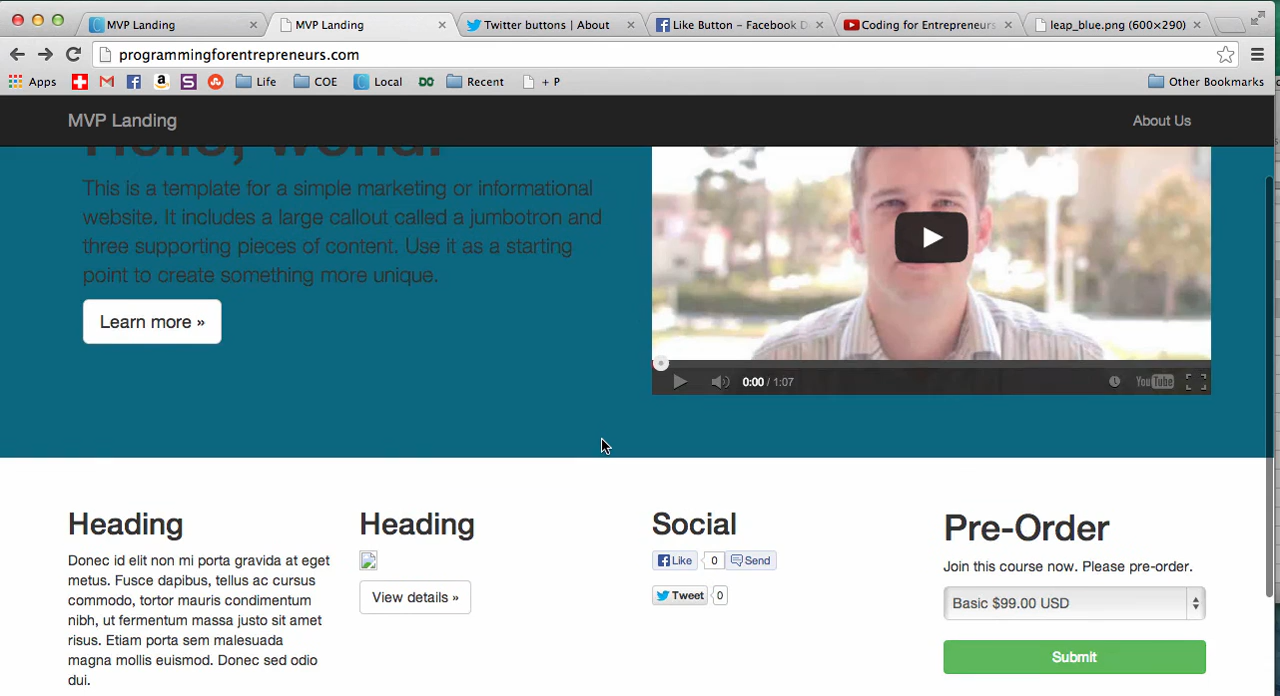 MVP Landing
MVP Landing
Twitter buttons | About
Like Button – Facebook D
Coding for Entrepreneurs
leap_blue.png (600×290)
programmingforentrepreneurs.com
Apps
Life
COE
Local
DO
Recent
+ P
Other Bookmarks
MVP Landing
About Us
Hello, world!
This is a template for a simple marketing or informational
website. It includes a large callout called a jumbotron and
three supporting pieces of content. Use it as a starting
point to create something more unique.
Learn more »
0:00 / 1:07
YouTube
Heading
Donec id elit non mi porta gravida at eget
metus. Fusce dapibus, tellus ac cursus
commodo, tortor mauris condimentum
nibh, ut fermentum massa justo sit amet
risus. Etiam porta sem malesuada
magna mollis euismod. Donec sed odio
dui.
Heading
View details »
Social
Like
0
Send
Tweet
0
Pre-Order
Join this course now. Please pre-order.
Basic $99.00 USD
Submit